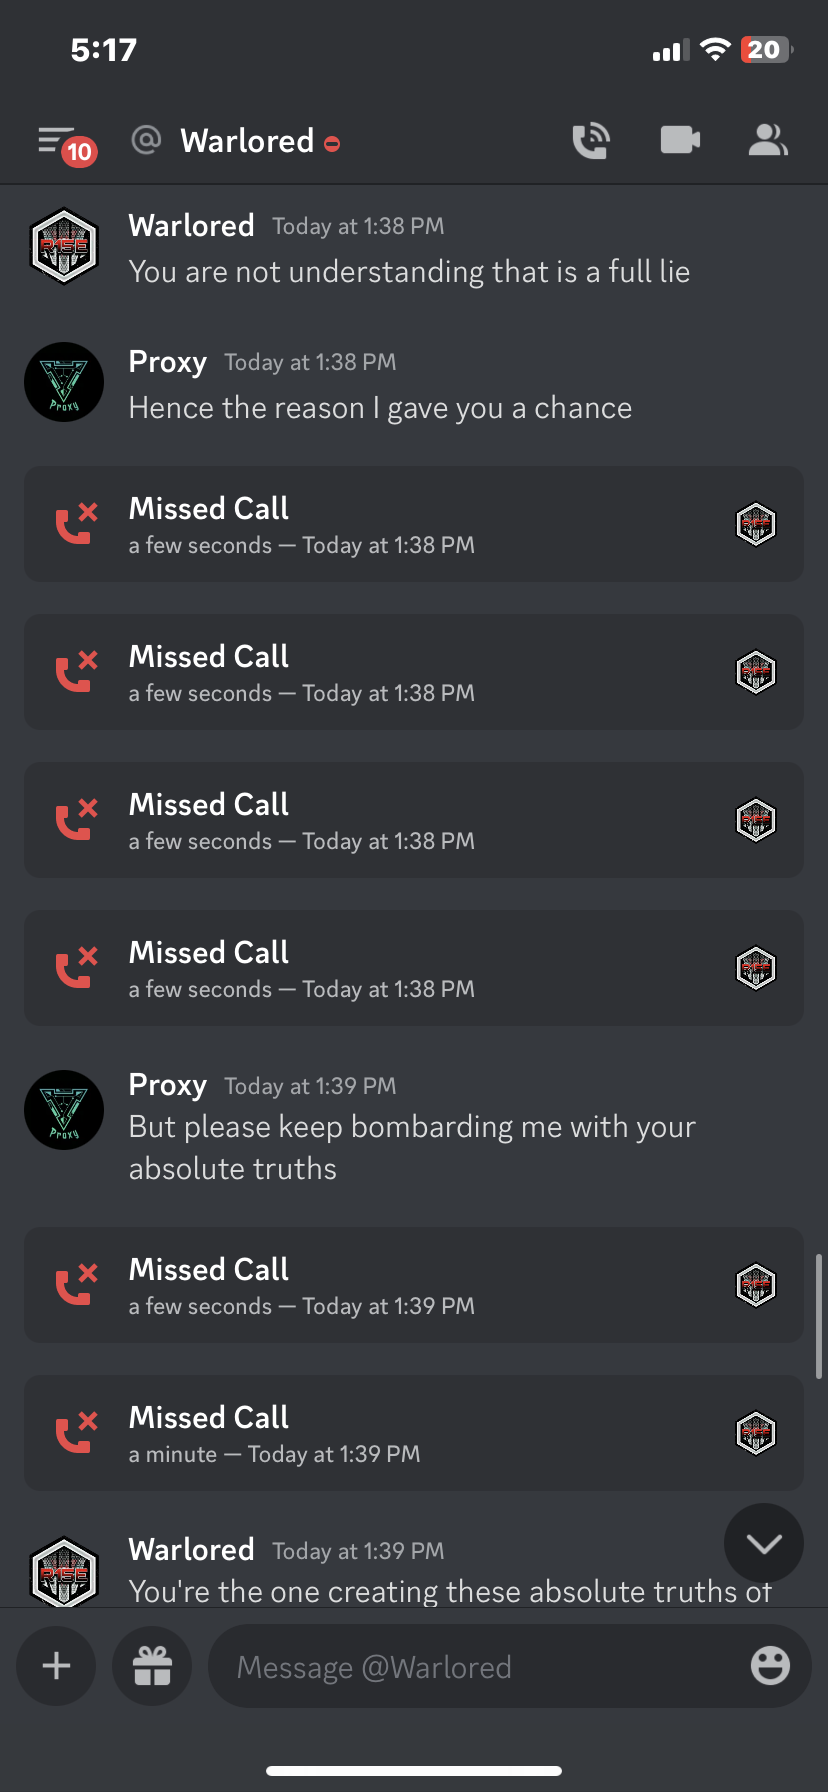 5:17
20
10
Warlored
Warlored Today at 1:38 PM
R1SE
You are not understanding that is a full lie
Proxy Today at 1:38 PM
Proxy
Hence the reason I gave you a chance
Missed Call
a few seconds — Today at 1:38 PM
Missed Call
a few seconds — Today at 1:38 PM
Missed Call
a few seconds — Today at 1:38 PM
Missed Call
a few seconds — Today at 1:38 PM
Proxy Today at 1:39 PM
Proxy
But please keep bombarding me with your
absolute truths
Missed Call
a few seconds — Today at 1:39 PM
Missed Call
a minute — Today at 1:39 PM
Warlored Today at 1:39 PM
R1SE
You're the one creating these absolute truths of
Message @Warlored